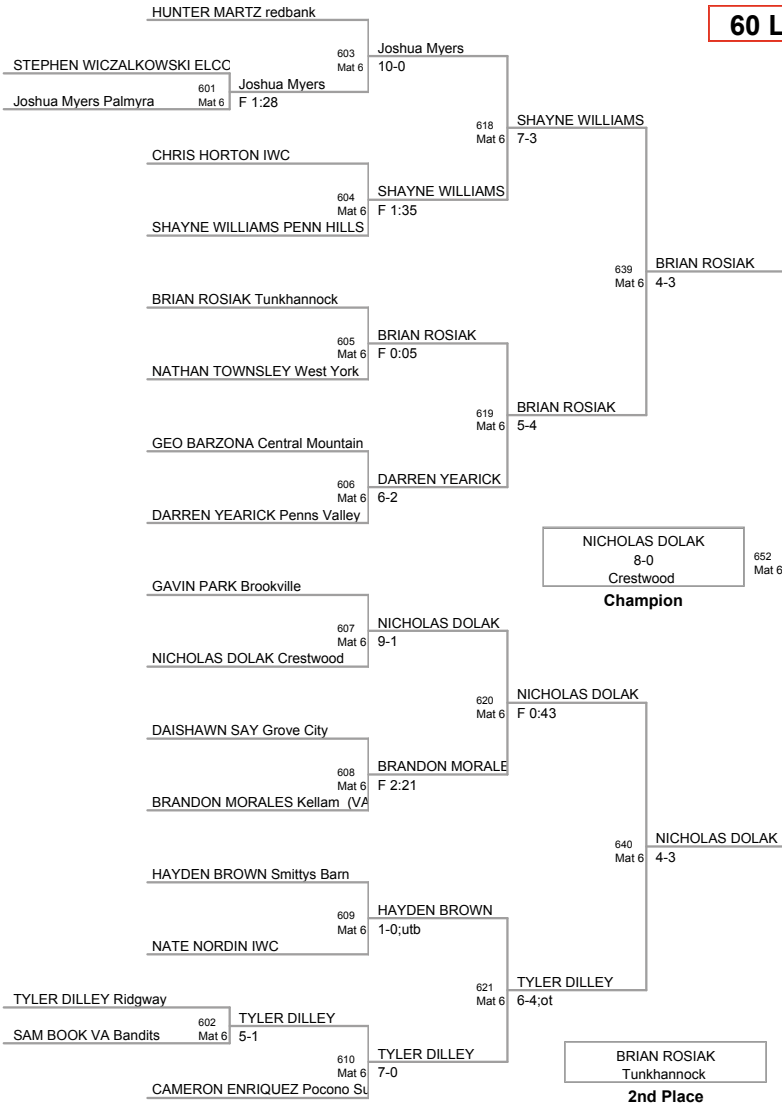 HUNTER MARTZ redbank
60 L
603
Mat 6
Joshua Myers
10-0
STEPHEN WICZALKOWSKI ELCO
601
Mat 6
Joshua Myers
F 1:28
Joshua Myers Palmyra
618
Mat 6
SHAYNE WILLIAMS
7-3
CHRIS HORTON IWC
604
Mat 6
SHAYNE WILLIAMS
F 1:35
SHAYNE WILLIAMS PENN HILLS
639
Mat 6
BRIAN ROSIAK
4-3
BRIAN ROSIAK Tunkhannock
605
Mat 6
BRIAN ROSIAK
F 0:05
NATHAN TOWNSLEY West York
619
Mat 6
BRIAN ROSIAK
5-4
GEO BARZONA Central Mountain
606
Mat 6
DARREN YEARICK
6-2
DARREN YEARICK Penns Valley
NICHOLAS DOLAK
8-0
Crestwood
652
Mat 6
Champion
GAVIN PARK Brookville
607
Mat 6
NICHOLAS DOLAK
9-1
NICHOLAS DOLAK Crestwood
620
Mat 6
NICHOLAS DOLAK
F 0:43
DAISHAWN SAY Grove City
608
Mat 6
BRANDON MORALE
F 2:21
BRANDON MORALES Kellam (VA
640
Mat 6
NICHOLAS DOLAK
4-3
HAYDEN BROWN Smittys Barn
609
Mat 6
HAYDEN BROWN
1-0;utb
NATE NORDIN IWC
621
Mat 6
TYLER DILLEY
6-4;ot
TYLER DILLEY Ridgway
602
Mat 6
TYLER DILLEY
5-1
SAM BOOK VA Bandits
610
Mat 6
TYLER DILLEY
7-0
CAMERON ENRIQUEZ Pocono Su
BRIAN ROSIAK
Tunkhannock
2nd Place